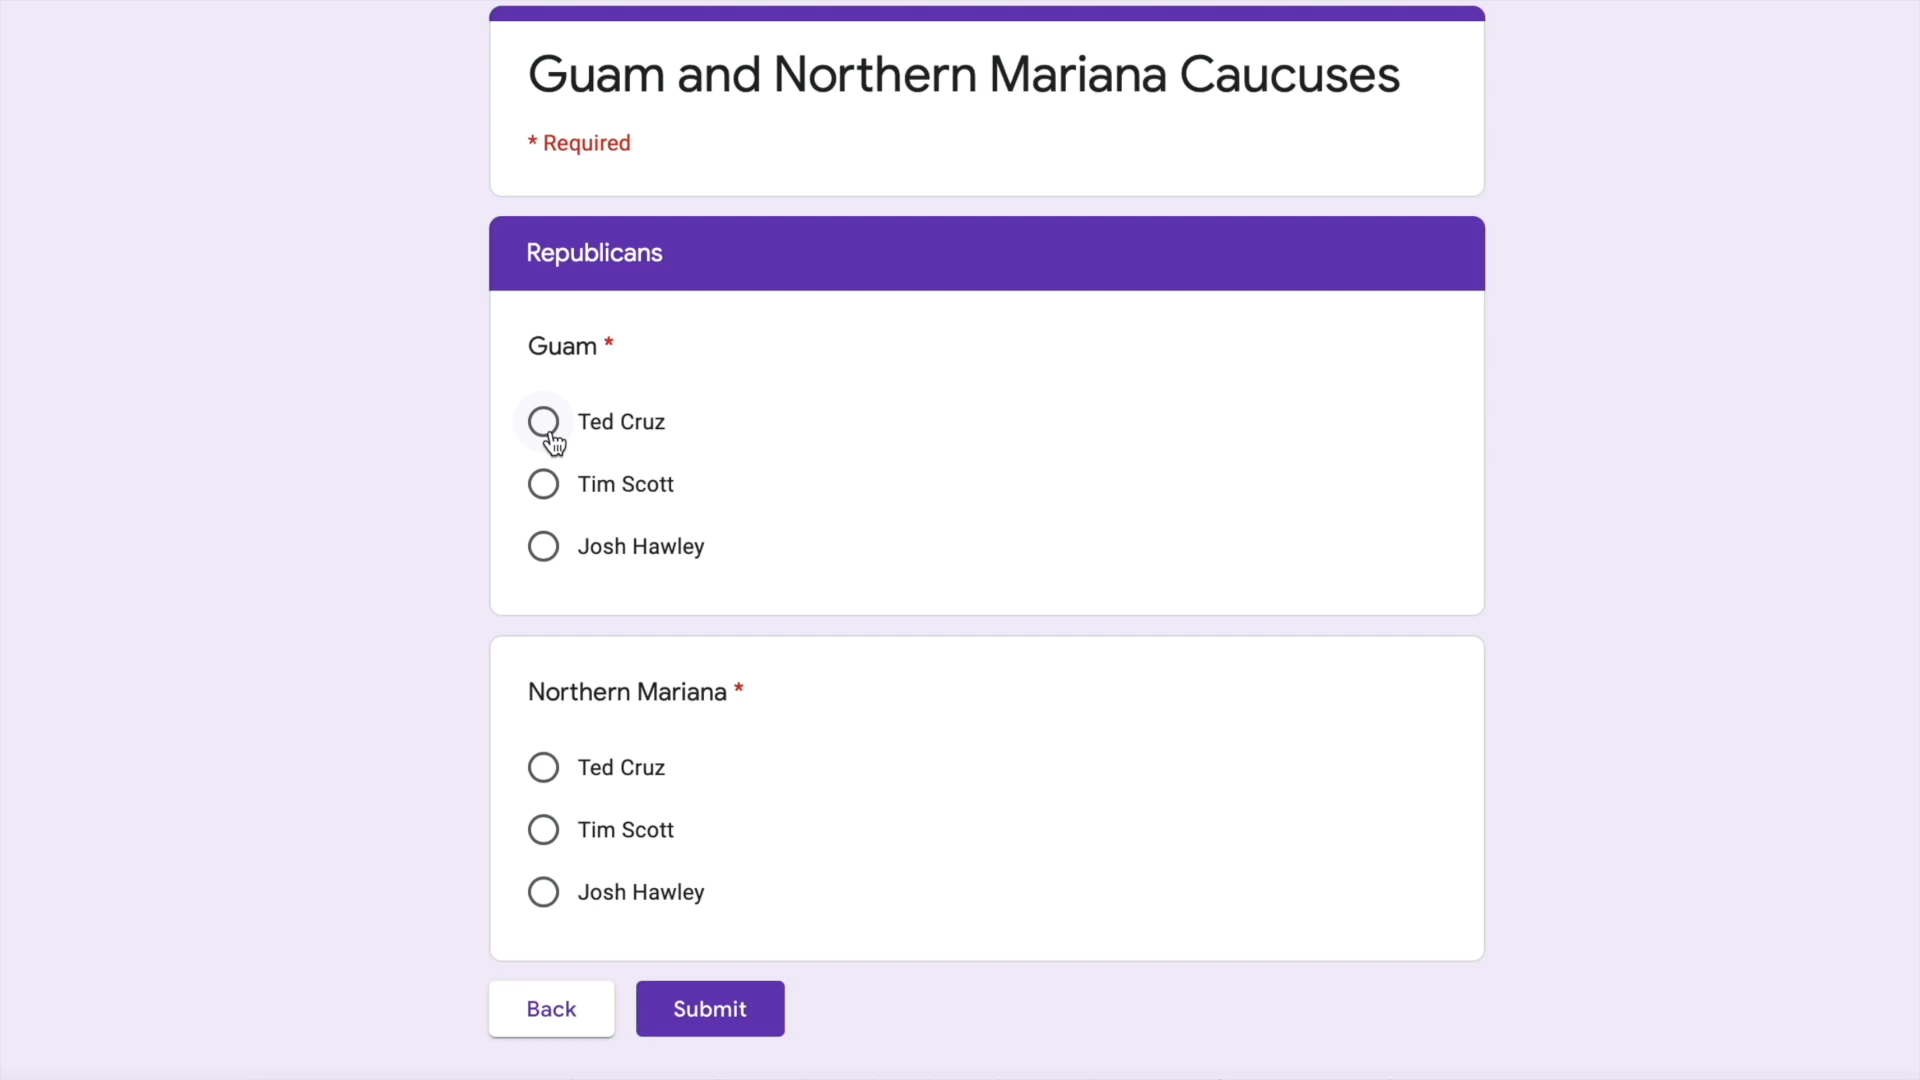 Guam and Northern Mariana Caucuses
* Required
Republicans
Guam *
Ted Cruz
Tim Scott
Josh Hawley
Northern Mariana *
Ted Cruz
Tim Scott
Josh Hawley
Back
Submit